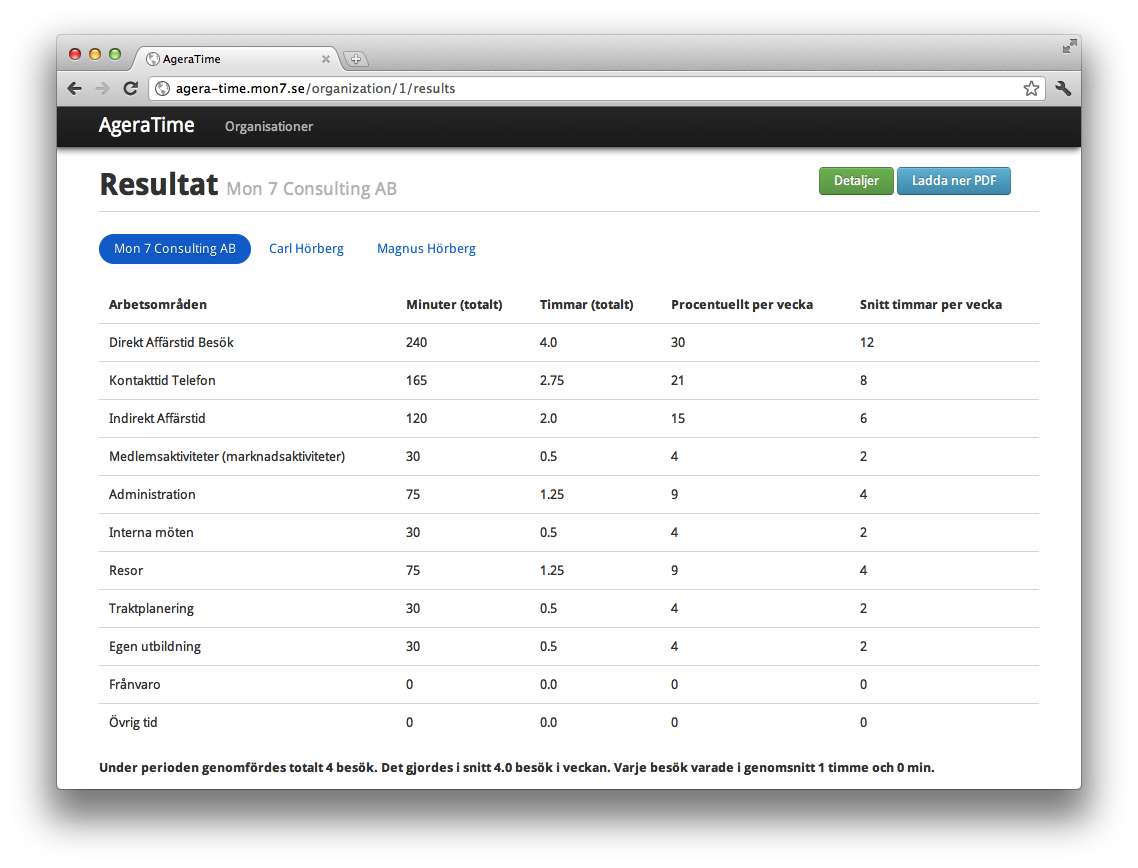 AgeraTime
agera-time.mon7.se/organization/1/results
AgeraTime Organisationer
Resultat Mon 7 Consulting AB Detaljer Ladda ner PDF
Mon 7 Consulting AB Carl Hörberg Magnus Hörberg
Arbetsområden Minuter (totalt) Timmar (totalt) Procentuellt per vecka Snitt timmar per vecka
Direkt Affärstid Besök 240 4.0 30 12
Kontakttid Telefon 165 2.75 21 8
Indirekt Affärstid 120 2.0 15 6
Medlemsaktiviteter (marknadsaktiviteter) 30 0.5 4 2
Administration 75 1.25 9 4
Interna möten 30 0.5 4 2
Resor 75 1.25 9 4
Traktplanering 30 0.5 4 2
Egen utbildning 30 0.5 4 2
Frånvaro 0 0.0 0 0
Övrig tid 0 0.0 0 0
Under perioden genomfördes totalt 4 besök. Det gjordes i snitt 4.0 besök i veckan. Varje besök varade i genomsnitt 1 timme och 0 min.